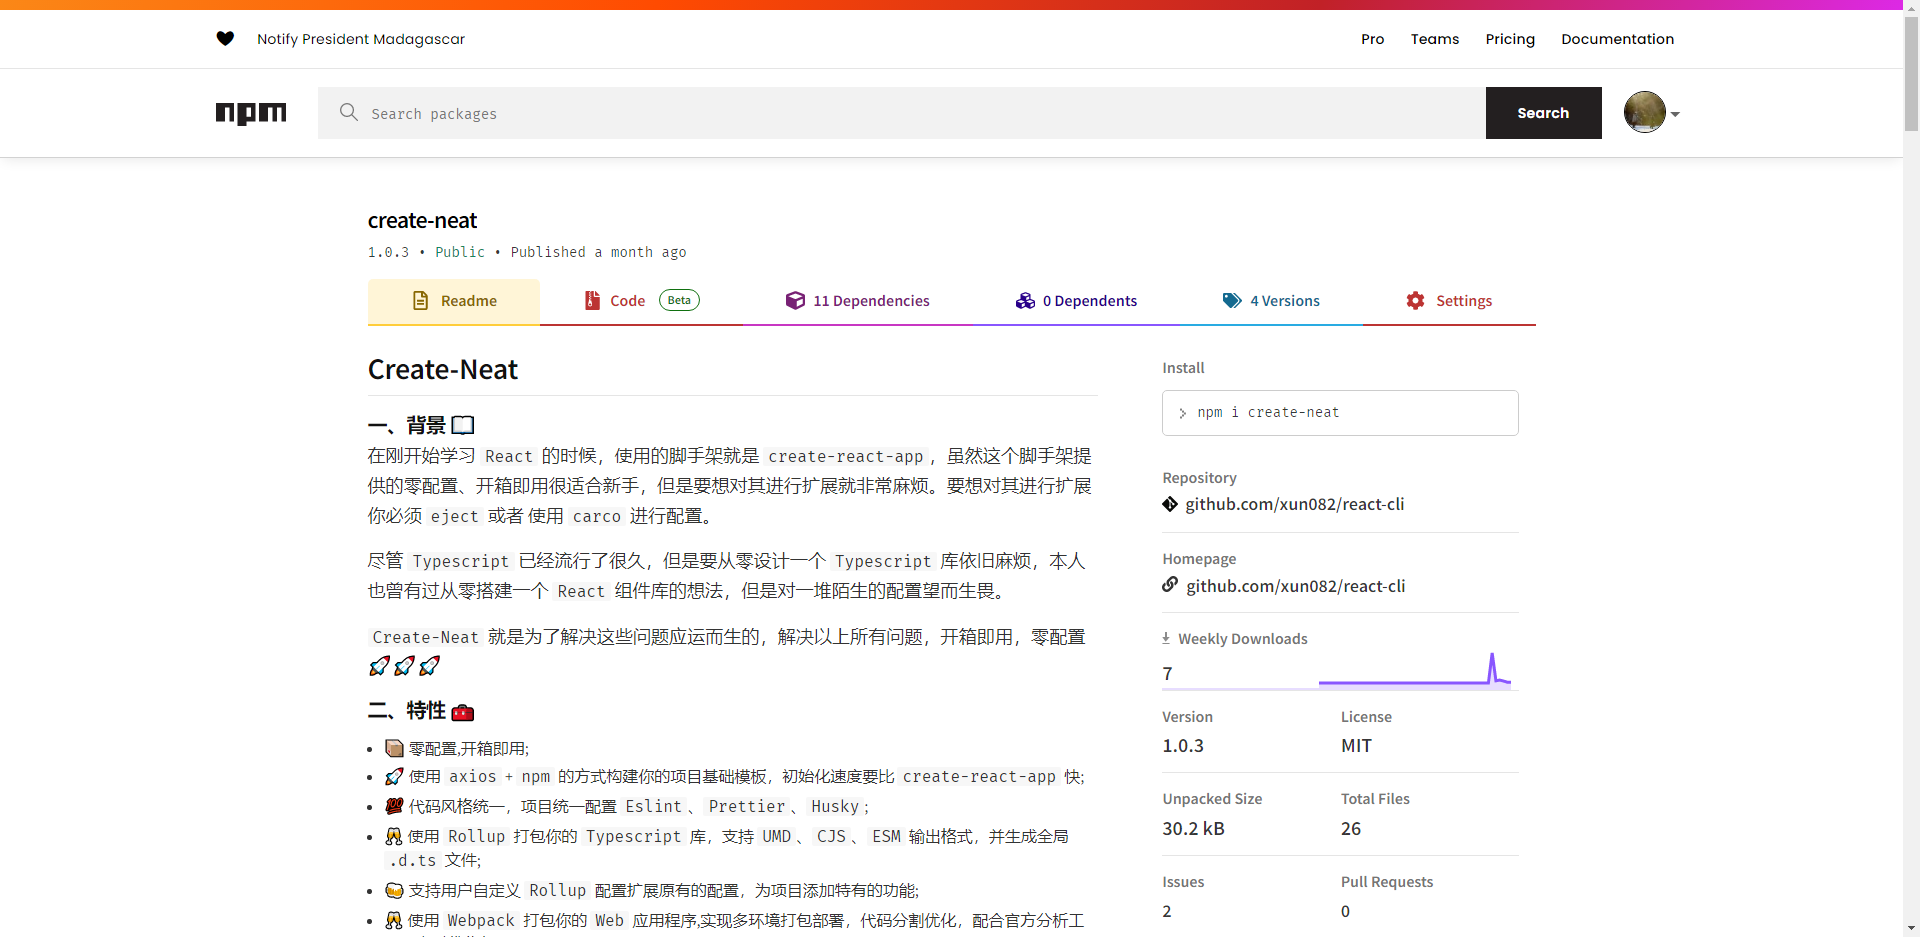 Notify President Madagascar
Pro Teams Pricing Documentation
npm
Search packages
Search
create-neat
1.0.3 • Public • Published a month ago
Readme
Code Beta
11 Dependencies
0 Dependents
4 Versions
Settings
Create-Neat
一、背景
在刚开始学习 React 的时候，使用的脚手架就是 create-react-app，虽然这个脚手架提
供的零配置、开箱即用很适合新手，但是要想对其进行扩展就非常麻烦。要想对其进行扩展
你必须 eject 或者 使用 carco 进行配置。
尽管 Typescript 已经流行了很久，但是要从零设计一个 Typescript 库依旧麻烦，本人
也曾有过从零搭建一个 React 组件库的想法，但是对一堆陌生的配置望而生畏。
Create-Neat 就是为了解决这些问题应运而生的，解决以上所有问题，开箱即用，零配置
🚀🚀🚀
二、特性
零配置,开箱即用;
使用 axios + npm 的方式构建你的项目基础模板，初始化速度要比 create-react-app 快;
代码风格统一，项目统一配置 Eslint、Prettier、Husky;
使用 Rollup 打包你的 Typescript 库，支持 UMD、CJS、ESM 输出格式，并生成全局
.d.ts 文件;
支持用户自定义 Rollup 配置扩展原有的配置，为项目添加特有的功能;
使用 Webpack 打包你的 Web 应用程序,实现多环境打包部署，代码分割优化，配合官方分析工
Install
npm i create-neat
Repository
github.com/xun082/react-cli
Homepage
github.com/xun082/react-cli
Weekly Downloads
7
Version License
1.0.3 MIT
Unpacked Size Total Files
30.2 kB 26
Issues Pull Requests
2 0